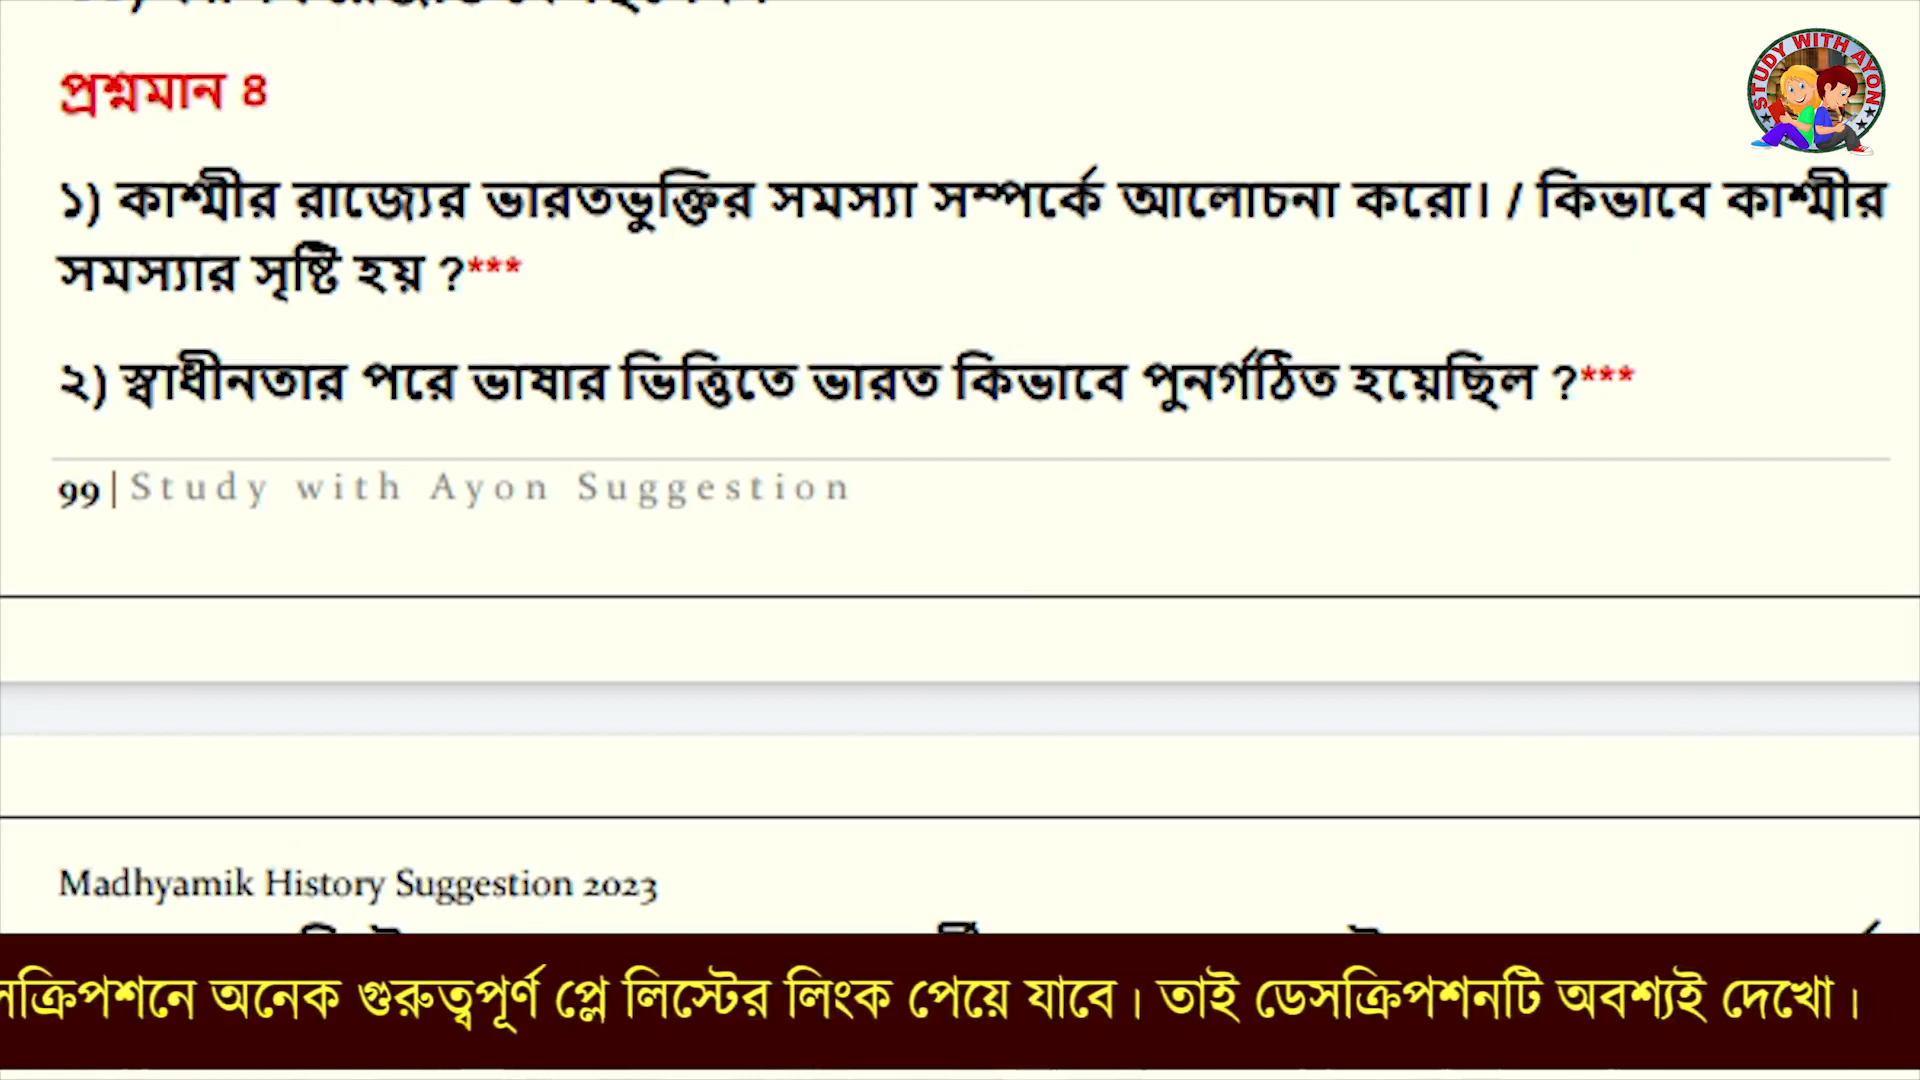 প্রশ্নমান ৪
STUDY WITH AYON
১) কাশ্মীর রাজ্যের ভারতভুক্তির সমস্যা সম্পর্কে আলোচনা করো। / কিভাবে কাশ্মীর
সমস্যার সৃষ্টি হয় ?***
২) স্বাধীনতার পরে ভাষার ভিত্তিতে ভারত কিভাবে পুনর্গঠিত হয়েছিল ?***
99 | Study with Ayon Suggestion
Madhyamik History Suggestion 2023
সক্রিপশনে অনেক গুরুত্বপূর্ণ প্লে লিস্টের লিংক পেয়ে যাবে। তাই ডেসক্রিপশনটি অবশ্যই দেখো।